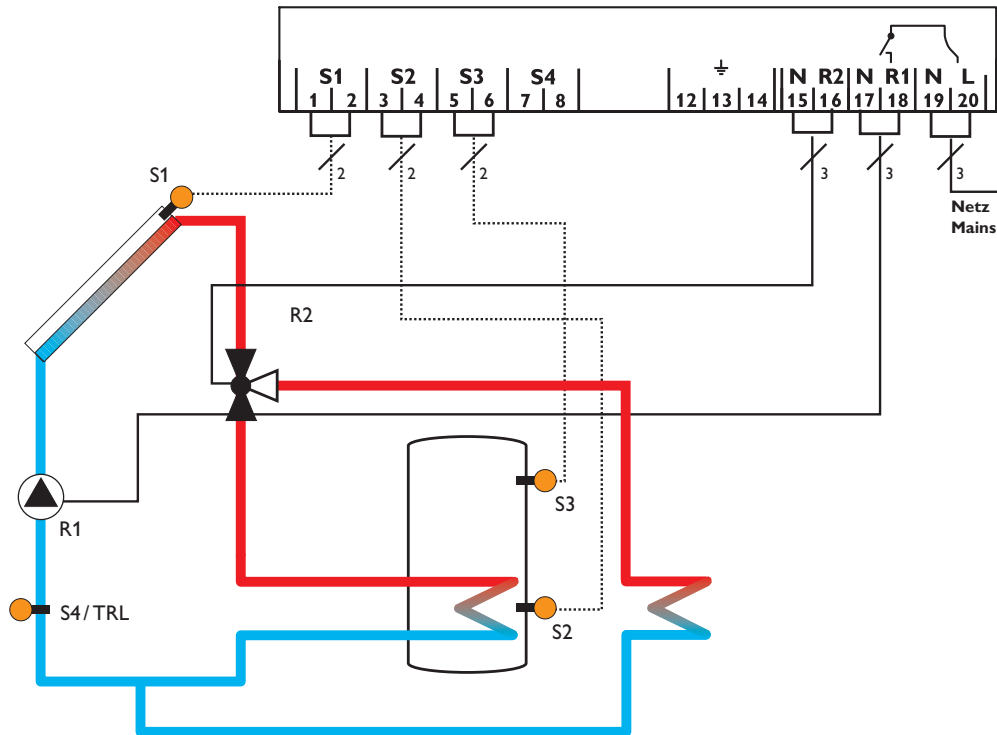 S1 S2 S3 S4 ⏚ N R2 N R1 N L
1 2 3 4 5 6 7 8 12 13 14 15 16 17 18 19 20
2 2 2 3 3 3
S1
Netz
Mains
R2
S3
R1
S4 / TRL
S2